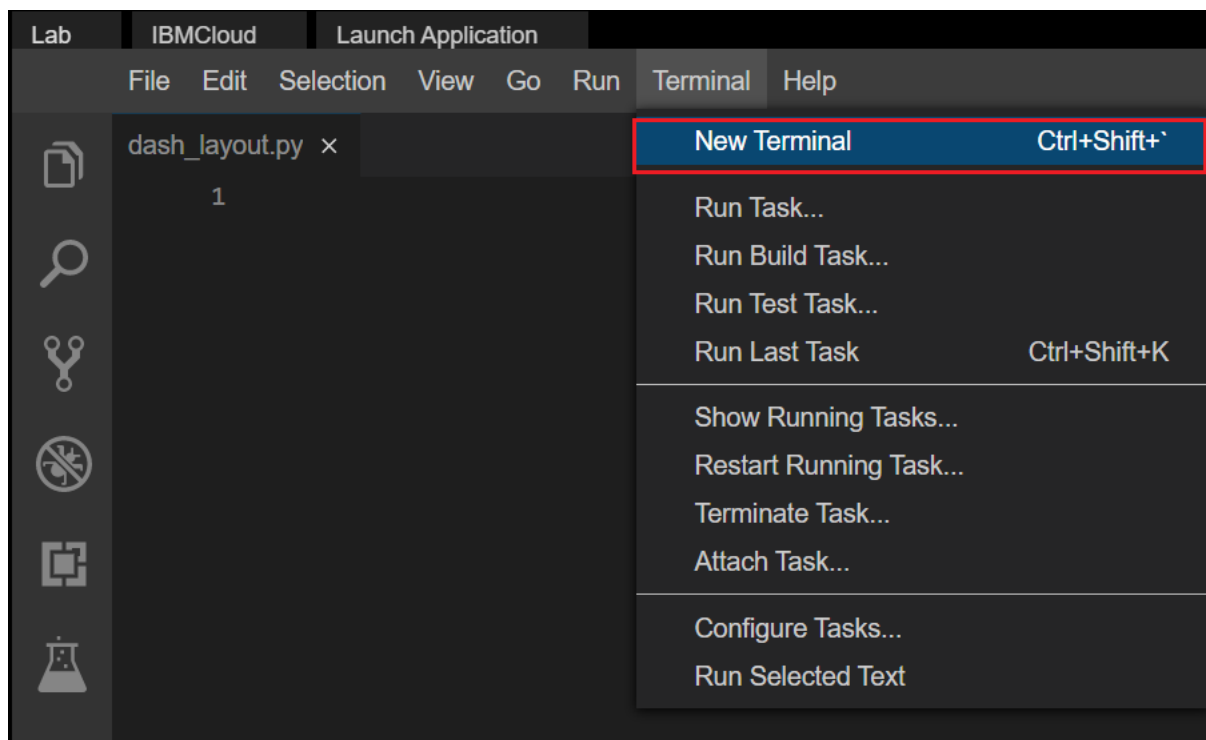 Lab IBMCloud Launch Application
File Edit Selection View Go Run Terminal Help
dash_layout.py ×
1
New Terminal Ctrl+Shift+`
Run Task...
Run Build Task...
Run Test Task...
Run Last Task Ctrl+Shift+K
Show Running Tasks...
Restart Running Task...
Terminate Task...
Attach Task...
Configure Tasks...
Run Selected Text